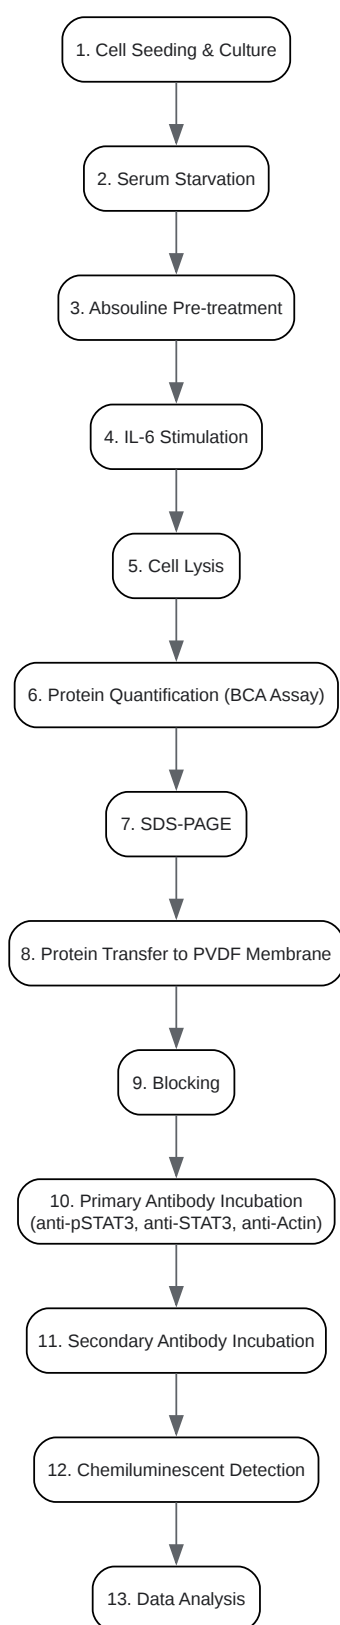 1. Cell Seeding & Culture
2. Serum Starvation
3. Absouline Pre-treatment
4. IL-6 Stimulation
5. Cell Lysis
6. Protein Quantification (BCA Assay)
7. SDS-PAGE
8. Protein Transfer to PVDF Membrane
9. Blocking
10. Primary Antibody Incubation
(anti-pSTAT3, anti-STAT3, anti-Actin)
11. Secondary Antibody Incubation
12. Chemiluminescent Detection
13. Data Analysis